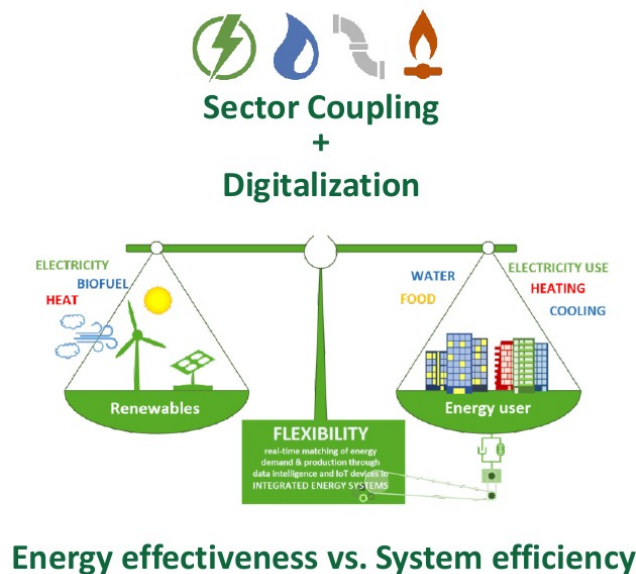 Sector Coupling
+
Digitalization
ELECTRICITY
BIOFUEL
HEAT
WATER
FOOD
ELECTRICITY USE
HEATING
COOLING
Renewables
Energy user
FLEXIBILITY
real-time matching of energy
demand & production through
data intelligence and IoT devices in
INTEGRATED ENERGY SYSTEMS
Energy effectiveness vs. System efficiency